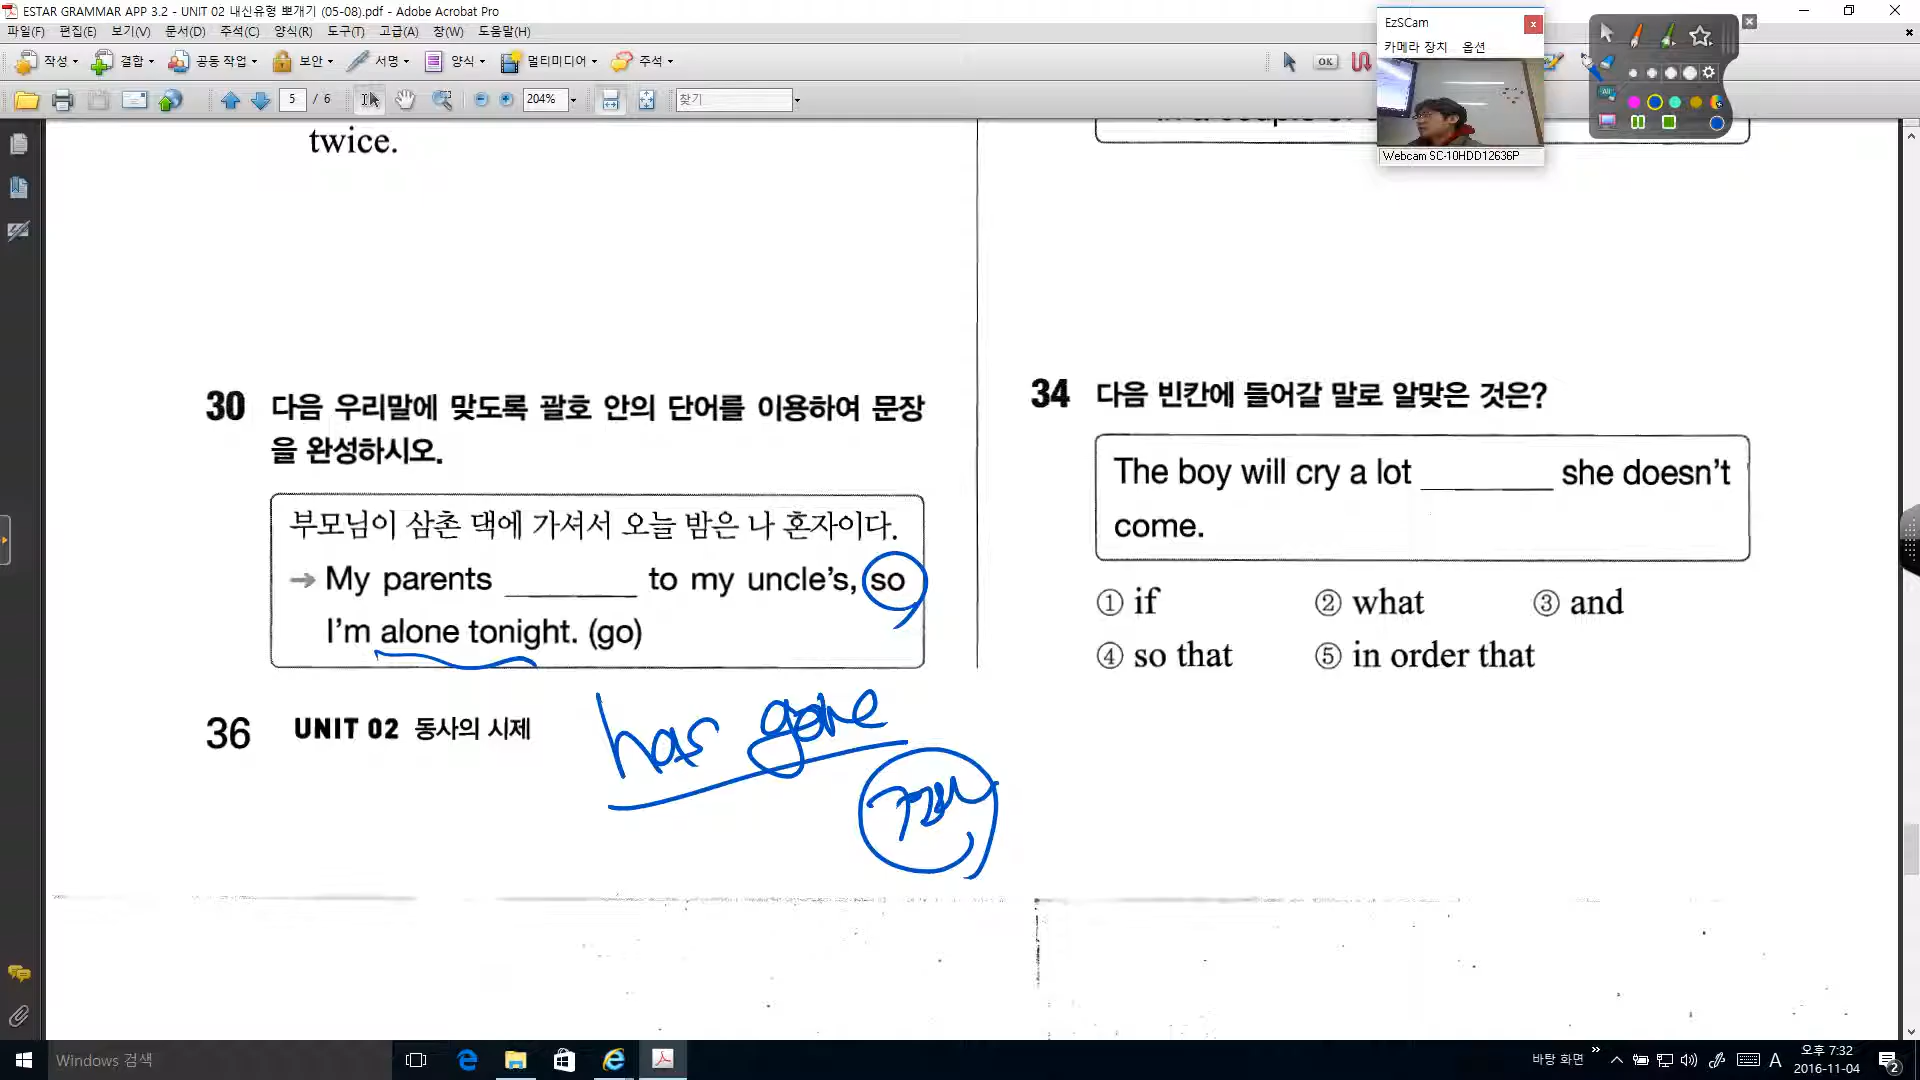 ESTAR GRAMMAR APP 3.2 - UNIT 02 내신유형 뽀개기 (05-08).pdf - Adobe Acrobat Pro
파일(F) 편집(E) 보기(V) 문서(D) 주석(C) 양식(R) 도구(T) 고급(A) 창(W) 도움말(H)
작성 결합 공동 작업 보안 서명 양식 멀티미디어 주석
OK
5 / 6 204% 찾기
EzSCam
카메라 장치 옵션
Webcam SC-10HDD12636P
twice.
30 다음 우리말에 맞도록 괄호 안의 단어를 이용하여 문장
을 완성하시오.
부모님이 삼촌 댁에 가셔서 오늘 밤은 나 혼자이다.
➔ My parents ________ to my uncle's, so
I'm alone tonight. (go)
has gone
36 UNIT 02 동사의 시제
34 다음 빈칸에 들어갈 말로 알맞은 것은?
The boy will cry a lot ________ she doesn't
come.
① if ② what ③ and
④ so that ⑤ in order that
Windows 검색
바탕 화면 » A 오후 7:32
2016-11-04
2